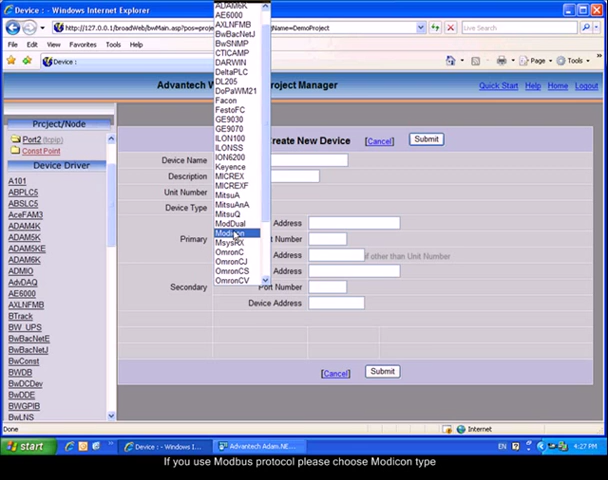 Device : - Windows Internet Explorer
http://127.0.0.1/broadWeb/bwMain.asp?pos=proje
gName=DemoProject
File Edit View Favorites Tools Help
Device :
Page Tools
Advantech W
Project Manager
Quick Start Help Home Logout
Project/Node
Port2 (tcpip)
Const Point
Device Driver
A101
ABPLC5
ABSLC5
AceFAM3
ADAM4K
ADAM5K
ADAM5KE
ADAM6K
ADMIO
AdvDAQ
AE6000
AXLNFMB
BTrack
BW_UPS
BwBacNetE
BwBacNetJ
BwConst
BWDB
BwDCDev
BwDDE
BWGPIB
BwLNS
ADAM6K
AE6000
AXLNFMB
BwBacNetJ
BwSNMP
CTICAMP
DARWIN
DeltaPLC
DL205
DoPaWM21
Facon
FestoFC
GE9030
GE9070
ILON100
ILONSS
ION6200
Keyence
MICREX
MICREXF
MitsuA
MitsuAnA
MitsuQ
ModDual
Modicon
MsysRX
OmronC
OmronCJ
OmronCS
OmronCV
Create New Device [Cancel] Submit
Device Name
Description
Unit Number
Device Type
Primary
Address
t Number
Address if other than Unit Number
Secondary
Address
Port Number
Device Address
[Cancel] Submit
Done
Internet
start
Device : - Windows I...
Advantech Adam.NE...
EN
4:27 PM
If you use Modbus protocol please choose Modicon type